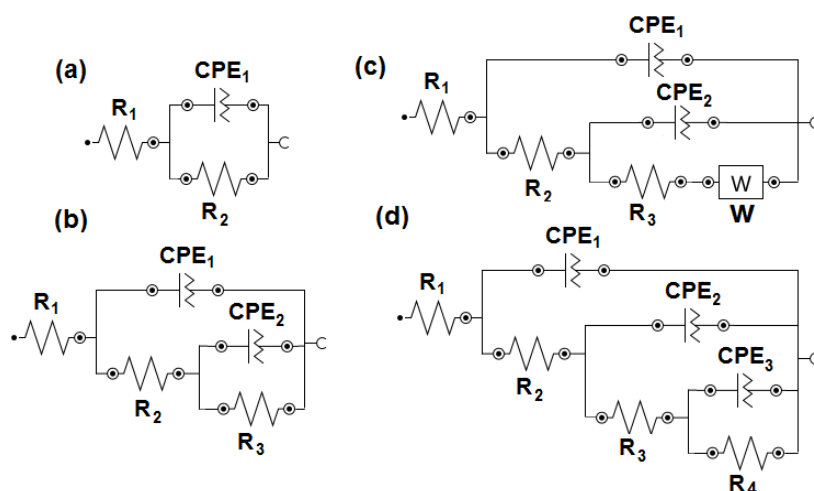 (a)
CPE1
R1
R2
(b)
CPE1
R1
CPE2
R2
R3
(c)
CPE1
R1
CPE2
R2
R3
W
W
(d)
CPE1
R1
CPE2
R2
CPE3
R3
R4